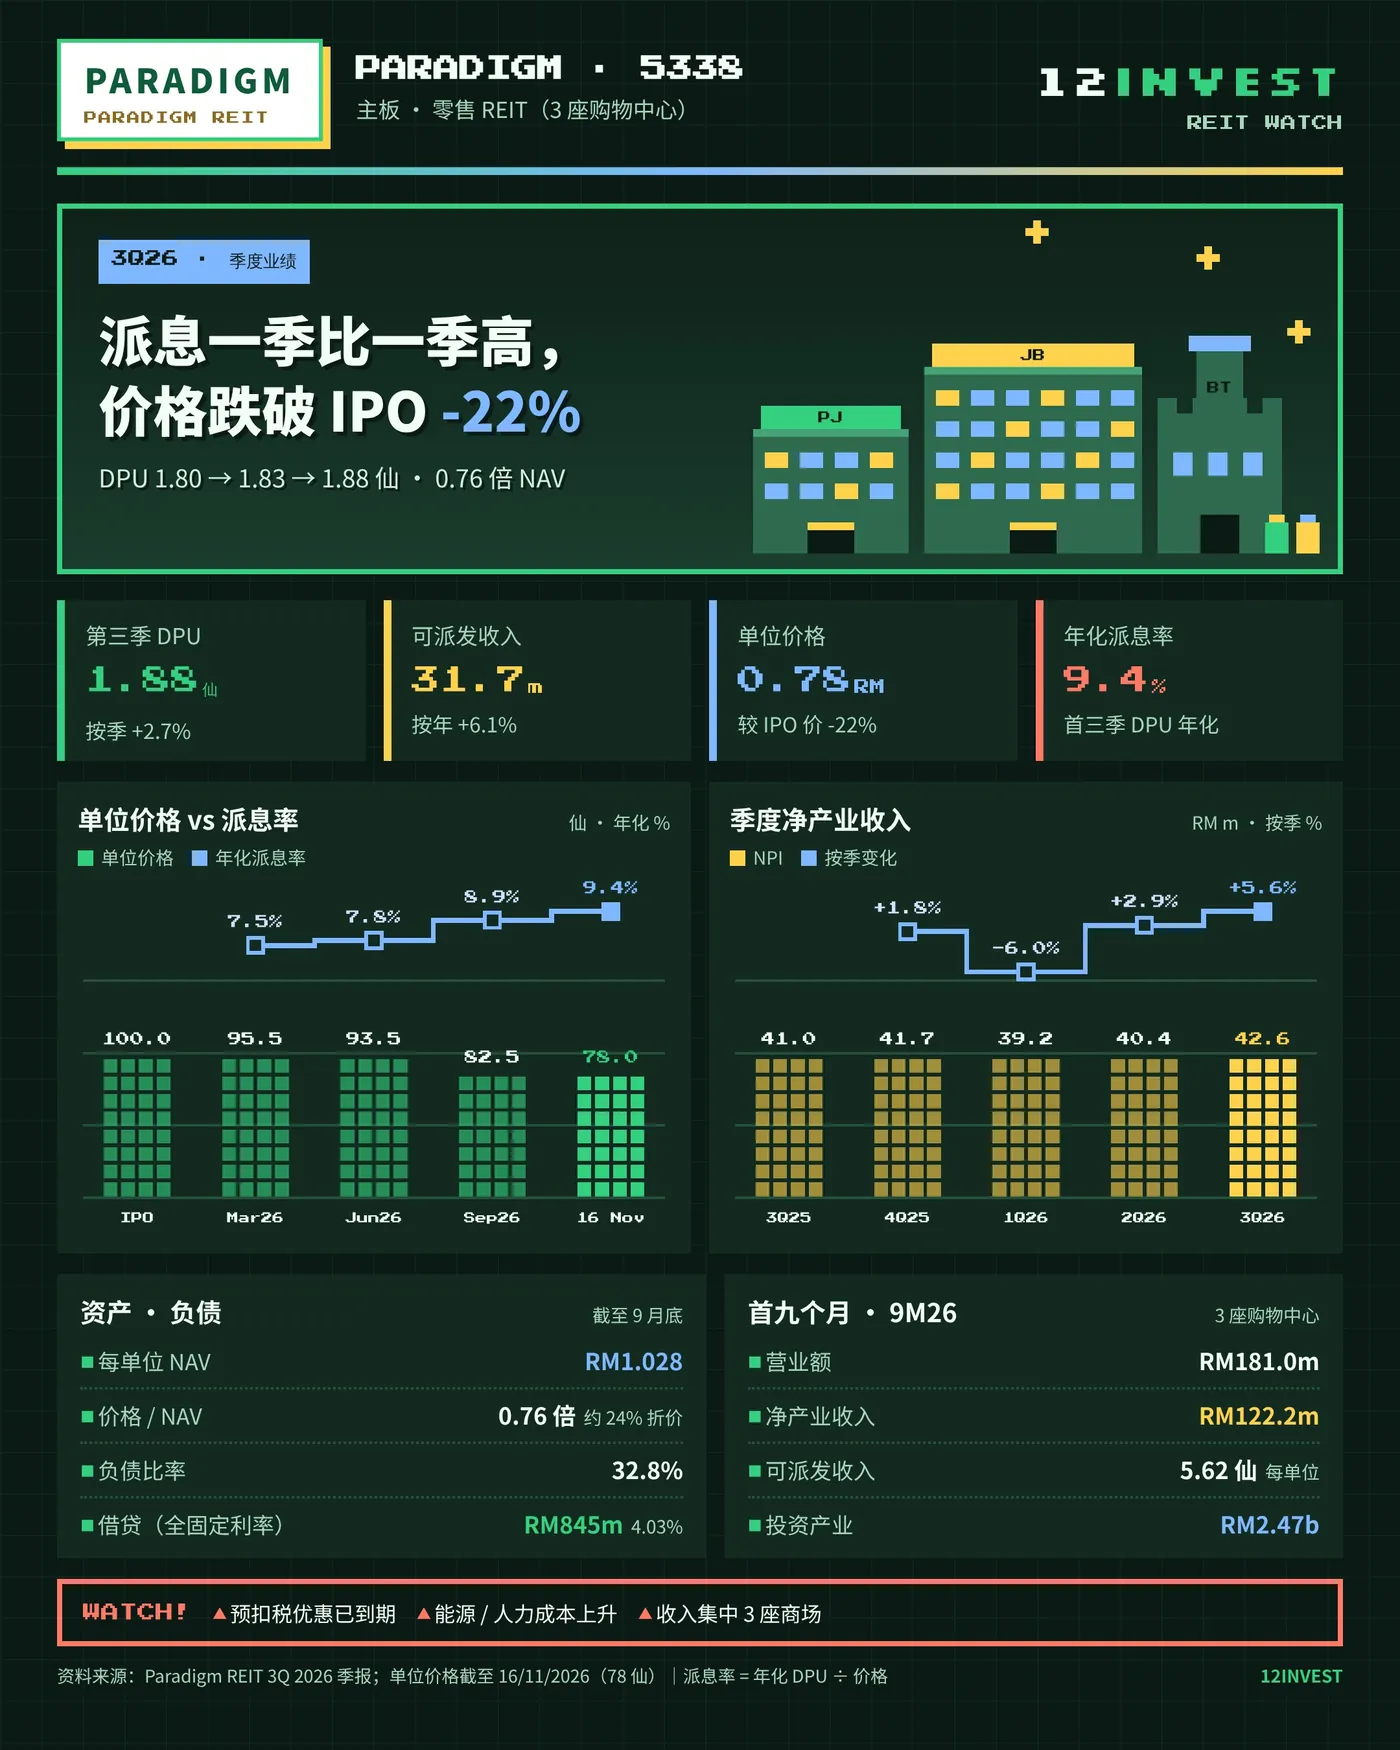 PARADIGM
PARADIGM REIT
PARADIGM · 5338
主板 · 零售 REIT（3 座购物中心）
12INVEST
REIT WATCH
3Q26 · 季度业绩
派息一季比一季高，
价格跌破 IPO -22%
DPU 1.80 → 1.83 → 1.88 仙 · 0.76 倍 NAV
PJ
JB
BT
第三季 DPU
1.88仙
按季 +2.7%
可派发收入
31.7m
按年 +6.1%
单位价格
0.78RM
较 IPO 价 -22%
年化派息率
9.4%
首三季 DPU 年化
单位价格 vs 派息率
仙 · 年化 %
单位价格 年化派息率
7.5% 7.8% 8.9% 9.4%
100.0 95.5 93.5 82.5 78.0
IPO Mar26 Jun26 Sep26 16 Nov
季度净产业收入
RM m · 按季 %
NPI 按季变化
+1.8% -6.0% +2.9% +5.6%
41.0 41.7 39.2 40.4 42.6
3Q25 4Q25 1Q26 2Q26 3Q26
资产 · 负债
截至 9 月底
每单位 NAV RM1.028
价格 / NAV 0.76 倍 约 24% 折价
负债比率 32.8%
借贷（全固定利率） RM845m 4.03%
首九个月 · 9M26
3 座购物中心
营业额 RM181.0m
净产业收入 RM122.2m
可派发收入 5.62 仙 每单位
投资产业 RM2.47b
WATCH! ▲预扣税优惠已到期 ▲能源 / 人力成本上升 ▲收入集中 3 座商场
资料来源：Paradigm REIT 3Q 2026 季报；单位价格截至 16/11/2026（78 仙）｜派息率 = 年化 DPU ÷ 价格
12INVEST